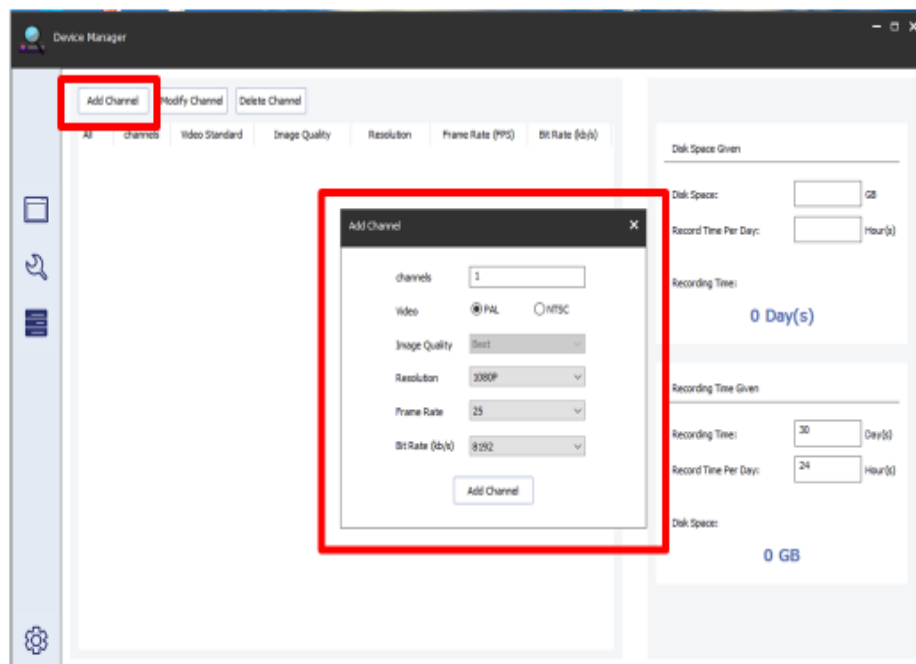 Device Manager
Add Channel Modify Channel Delete Channel
All channels Video Standard Image Quality Resolution Frame Rate (FPS) Bit Rate (kb/s)
Add Channel
channels 1
Video PAL NTSC
Image Quality Best
Resolution 1080P
Frame Rate 25
Bit Rate (kb/s) 8192
Add Channel
Disk Space Given
Disk Space: GB
Record Time Per Day: Hour(s)
Recording Time:
0 Day(s)
Recording Time Given
Recording Time: 30 Day(s)
Record Time Per Day: 24 Hour(s)
Disk Space:
0 GB